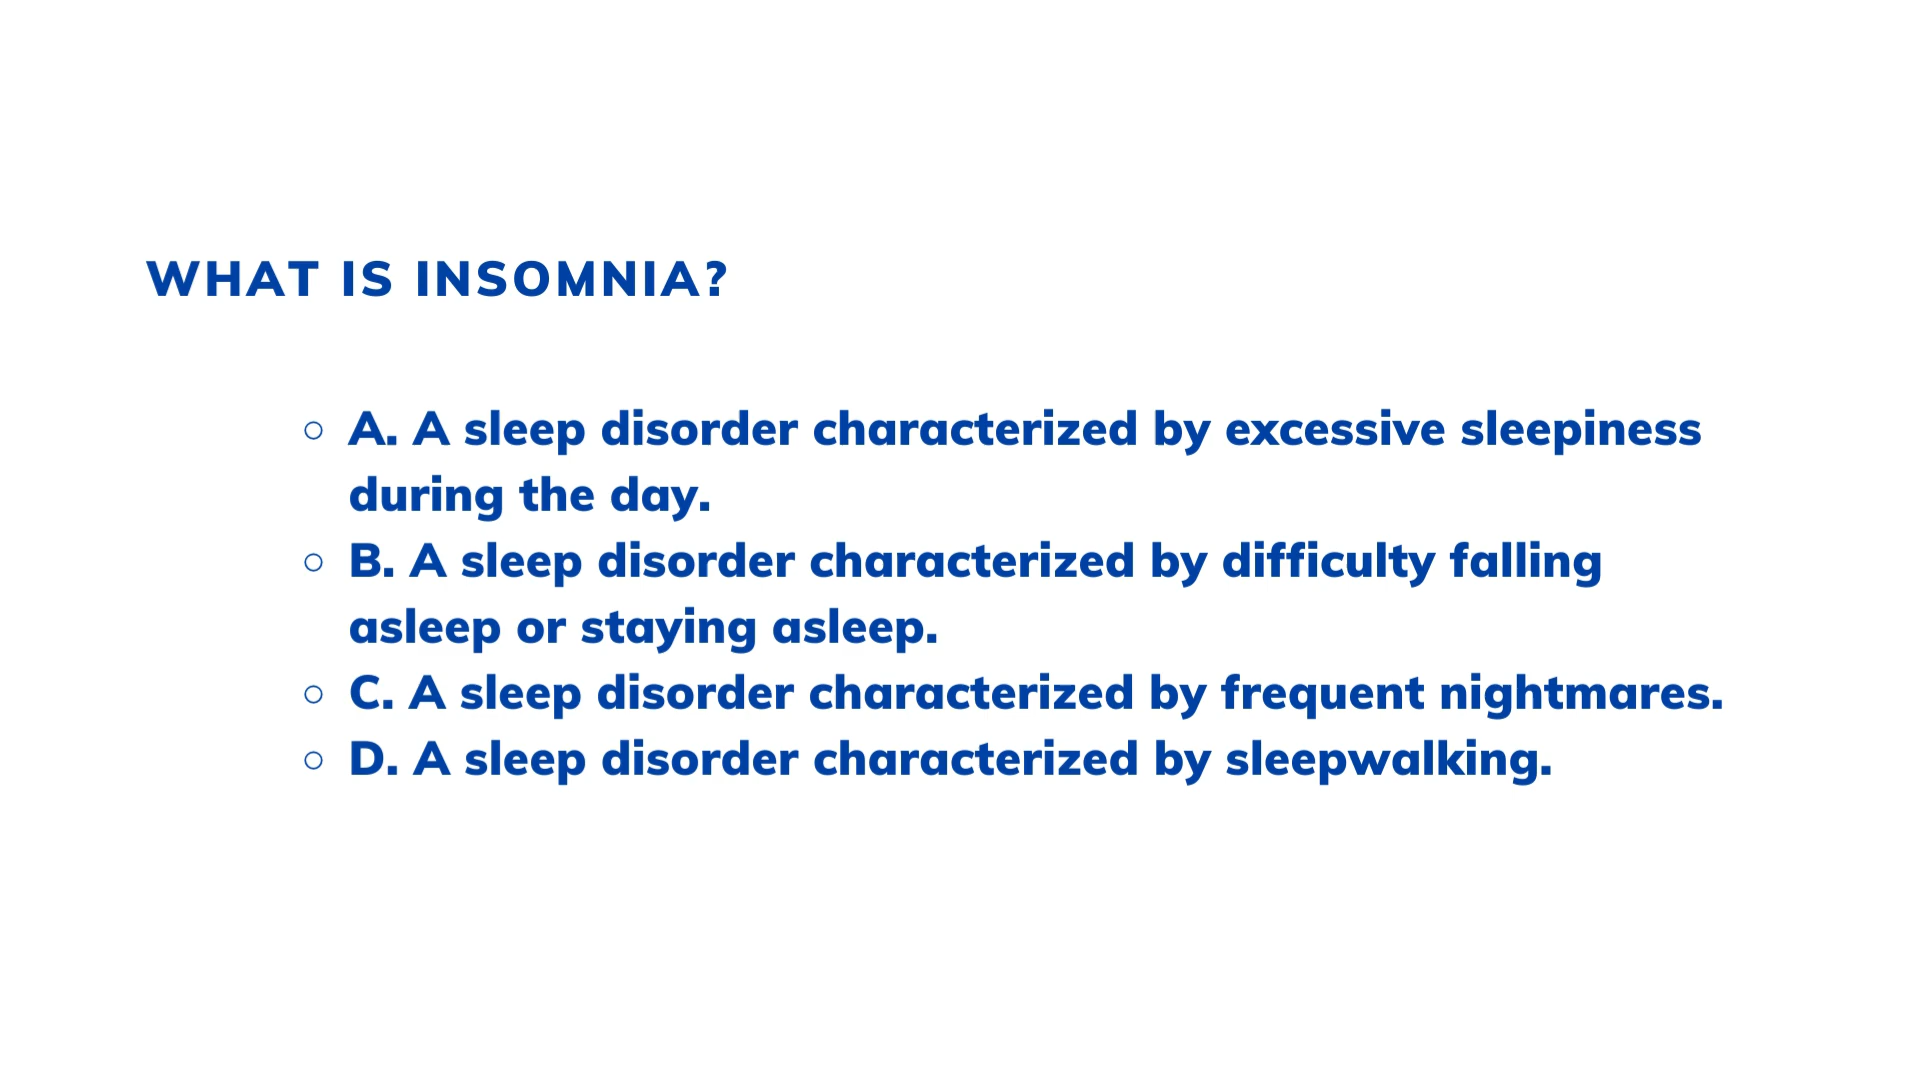 WHAT IS INSOMNIA?
○ A. A sleep disorder characterized by excessive sleepiness
during the day.
○ B. A sleep disorder characterized by difficulty falling
asleep or staying asleep.
○ C. A sleep disorder characterized by frequent nightmares.
○ D. A sleep disorder characterized by sleepwalking.